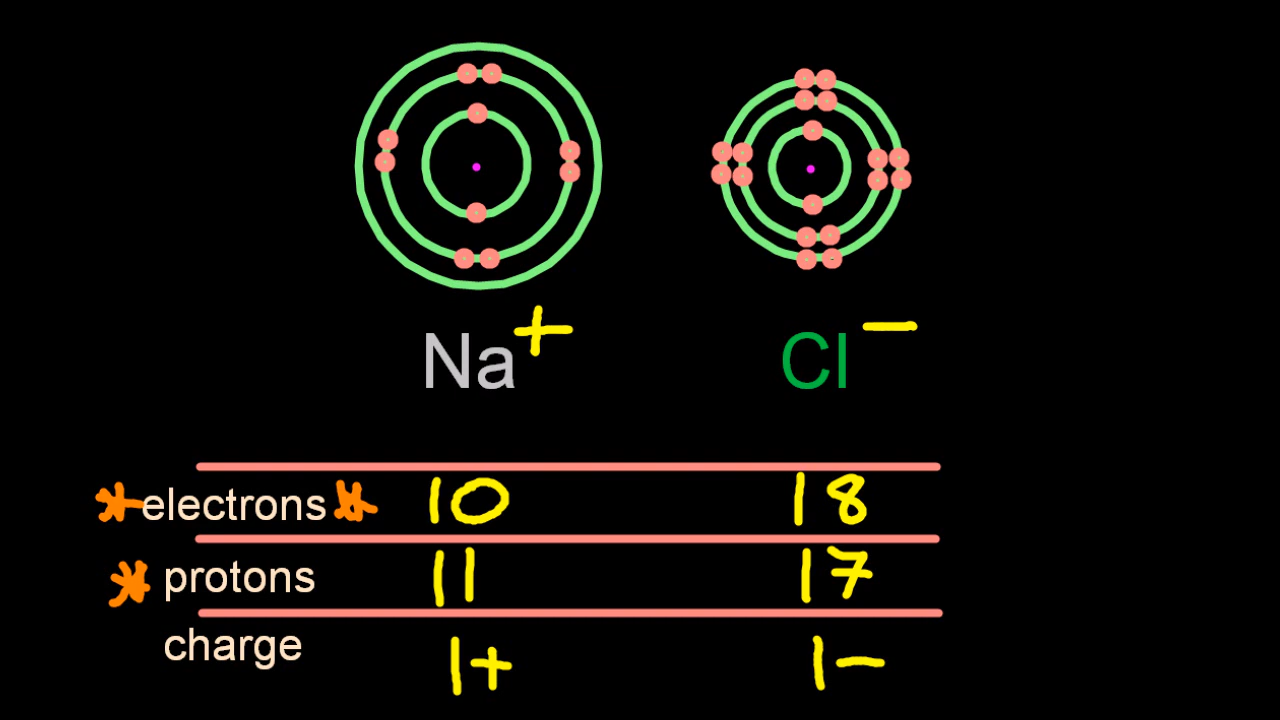 Na+ Cl−
*electrons* 10 18
* protons 11 17
charge 1+ 1−